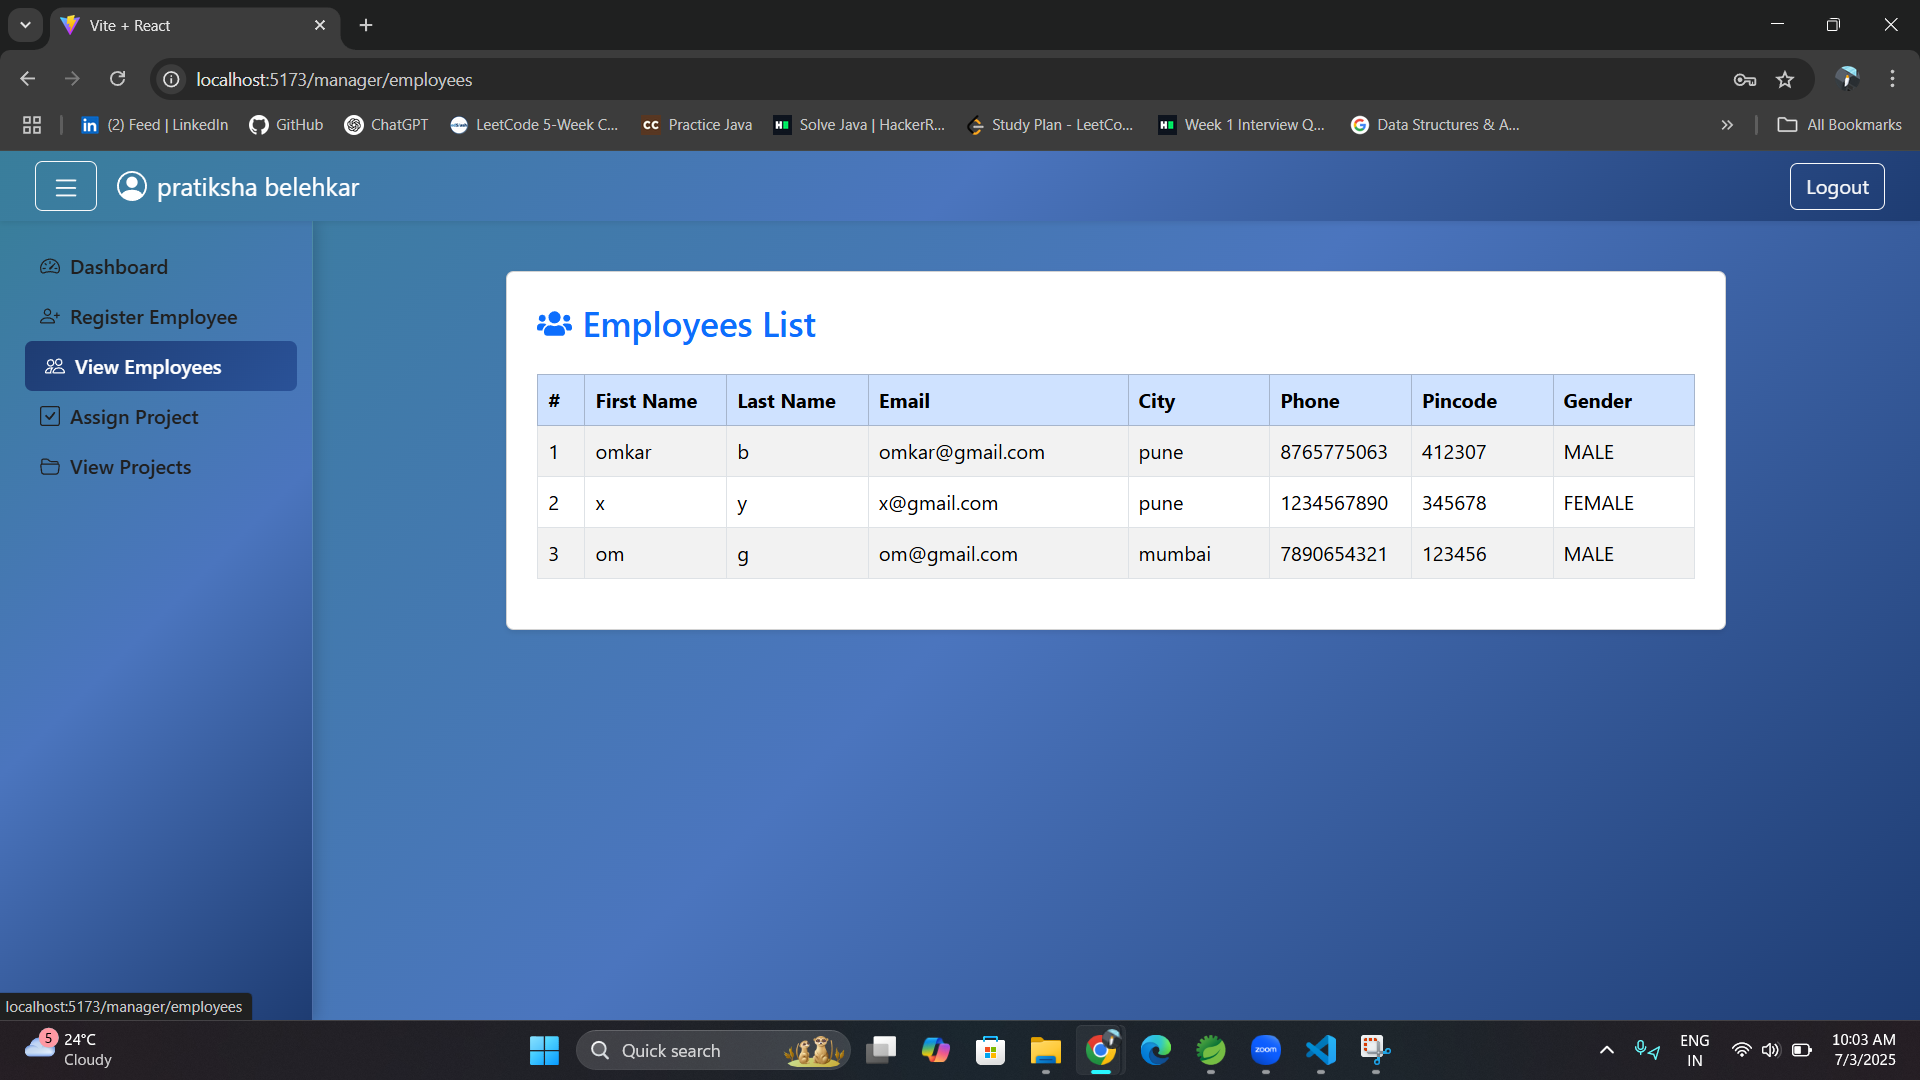 Vite + React
localhost:5173/manager/employees
(2) Feed | LinkedIn GitHub ChatGPT LeetCode 5-Week C... Practice Java Solve Java | HackerR... Study Plan - LeetCo... Week 1 Interview Q... Data Structures & A... All Bookmarks
pratiksha belehkar Logout
Dashboard
Register Employee
View Employees
Assign Project
View Projects
Employees List
# First Name Last Name Email City Phone Pincode Gender
1 omkar b omkar@gmail.com pune 8765775063 412307 MALE
2 x y x@gmail.com pune 1234567890 345678 FEMALE
3 om g om@gmail.com mumbai 7890654321 123456 MALE
localhost:5173/manager/employees
5 24°C
Cloudy
Quick search
zoom
ENG
IN
10:03 AM
7/3/2025